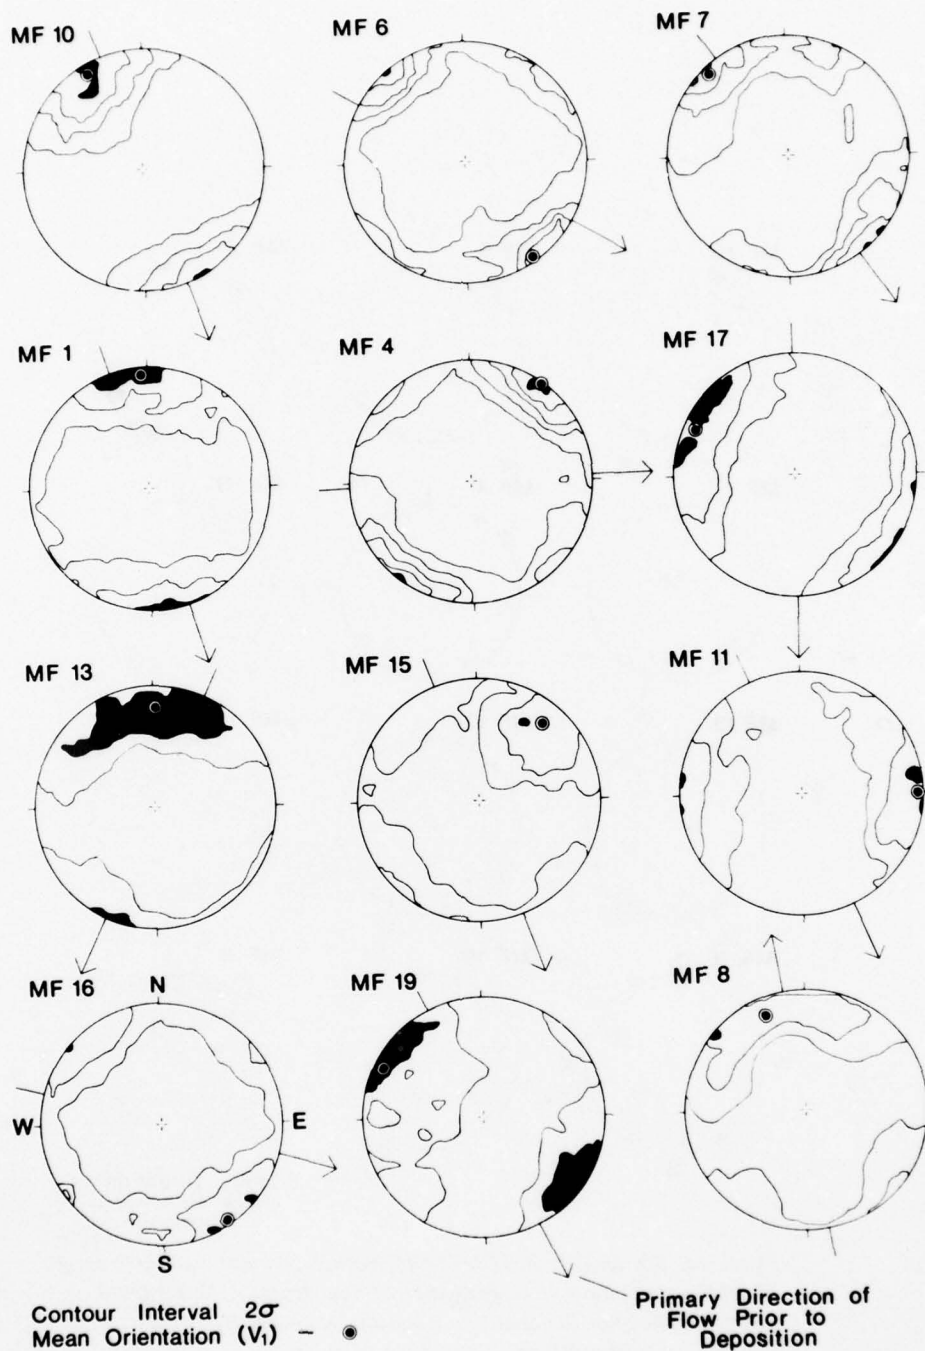 MF 10
MF 6
MF 7
MF 1
MF 4
MF 17
MF 13
MF 15
MF 11
MF 16
N
MF 19
MF 8
W
E
S
Contour Interval 2σ
Mean Orientation (V₁) –
Primary Direction of
Flow Prior to
Deposition